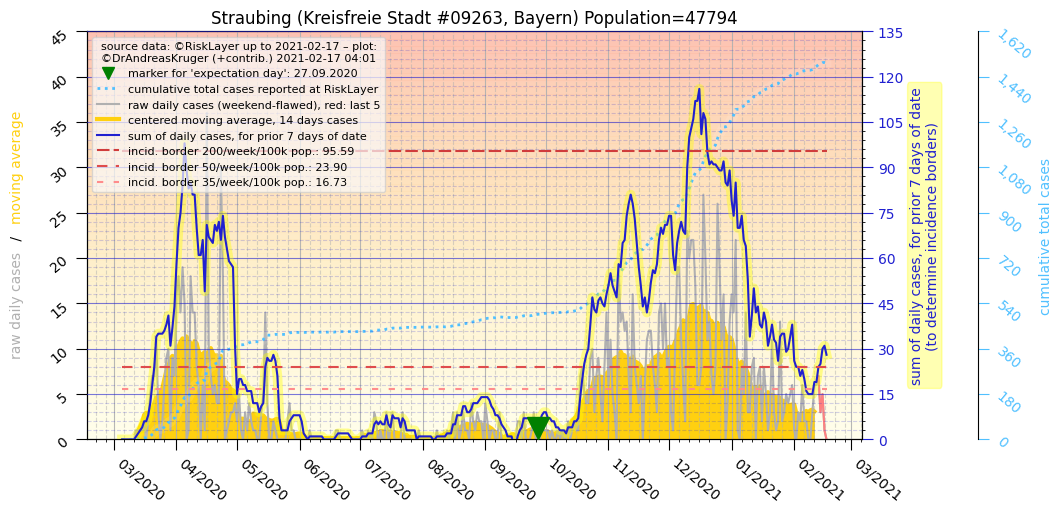 Straubing (Kreisfreie Stadt #09263, Bayern) Population=47794
source data: ©RiskLayer up to 2021-02-17 – plot:
©DrAndreasKruger (+contrib.) 2021-02-17 04:01
marker for 'expectation day': 27.09.2020
cumulative total cases reported at RiskLayer
raw daily cases (weekend-flawed), red: last 5
centered moving average, 14 days cases
sum of daily cases, for prior 7 days of date
incid. border 200/week/100k pop.: 95.59
incid. border 50/week/100k pop.: 23.90
incid. border 35/week/100k pop.: 16.73
raw daily cases / moving average
45
40
35
30
25
20
15
10
5
0
03/2020
04/2020
05/2020
06/2020
07/2020
08/2020
09/2020
10/2020
11/2020
12/2020
01/2021
02/2021
03/2021
135
120
105
90
75
60
45
30
15
0
sum of daily cases, for prior 7 days of date
(to determine incidence borders)
1,620
1,440
1,260
1,080
900
720
540
360
180
0
cumulative total cases